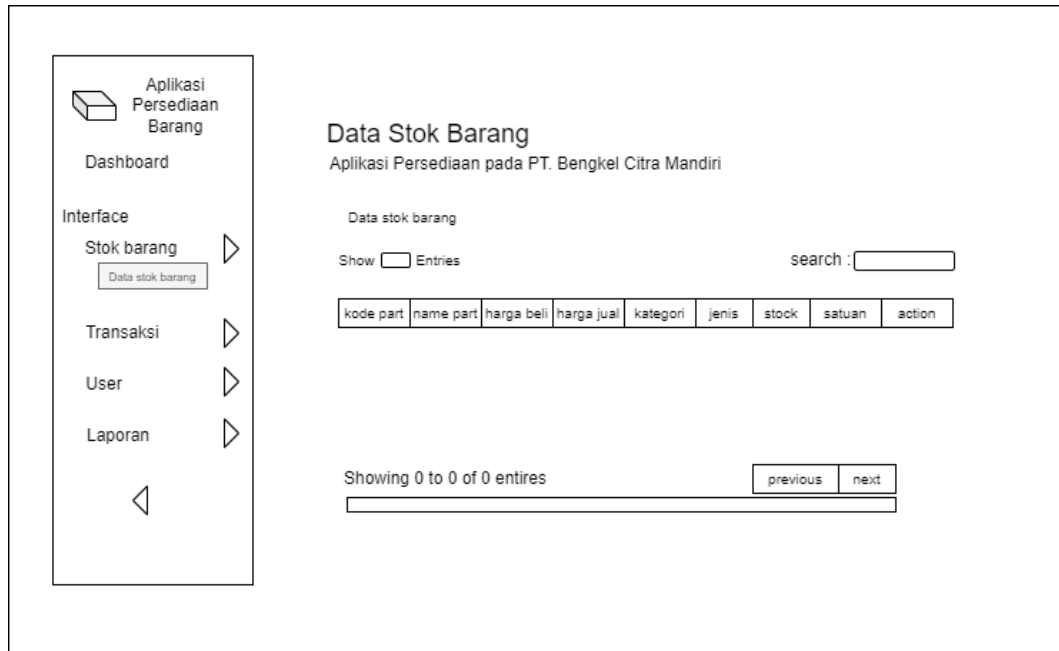 Aplikasi
Persediaan
Barang
Dashboard
Interface
Stok barang
Data stok barang
Transaksi
User
Laporan
Data Stok Barang
Aplikasi Persediaan pada PT. Bengkel Citra Mandiri
Data stok barang
Show Entries
search :
kode part name part harga beli harga jual kategori jenis stock satuan action
Showing 0 to 0 of 0 entires
previous next